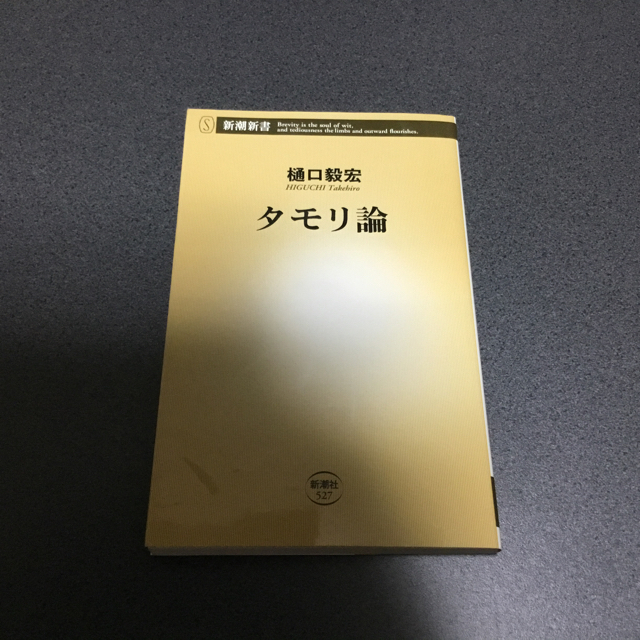 S 新潮新書
Brevity is the soul of wit,
and tediousness the limbs and outward flourishes.
樋口毅宏
HIGUCHI Takehiro
タモリ論
新潮社
527